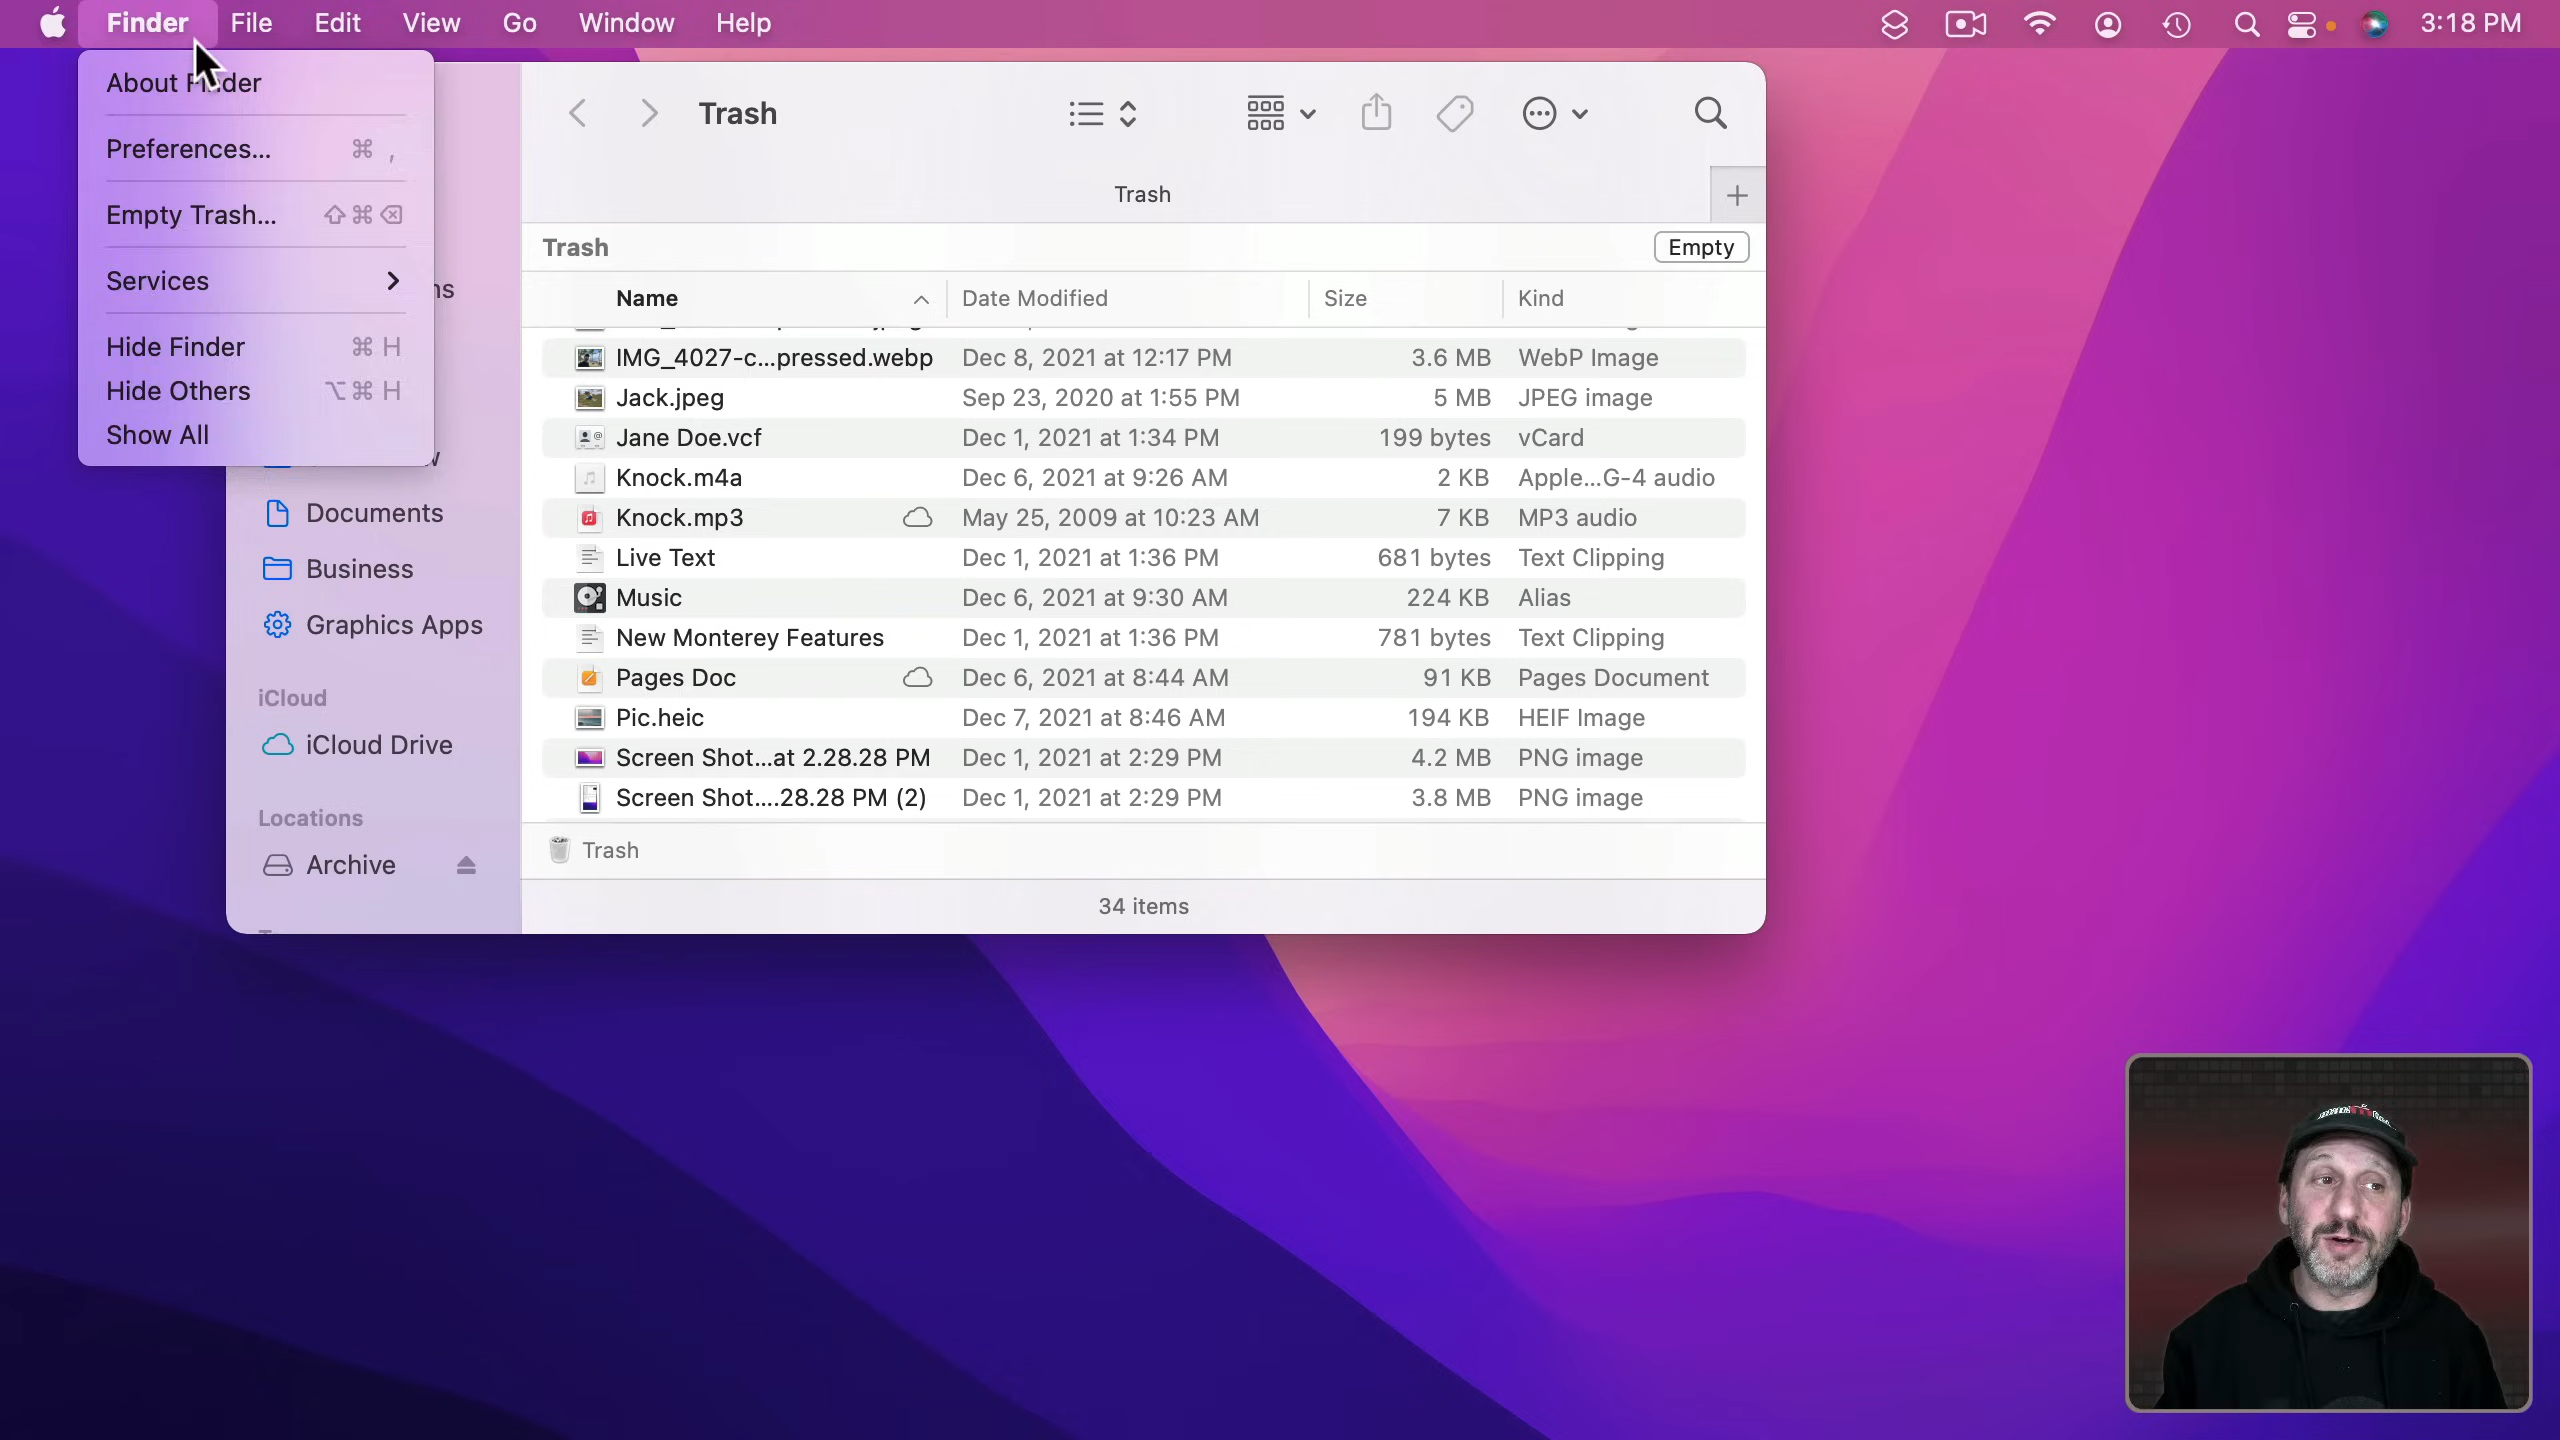 Finder File Edit View Go Window Help 3:18 PM
About Finder
Preferences... ⌘ ,
Empty Trash... ⇧⌘⌫
Services
Hide Finder ⌘ H
Hide Others ⌥⌘ H
Show All
Documents
Business
Graphics Apps
iCloud
iCloud Drive
Locations
Archive
Trash
Trash
Trash Empty
Name Date Modified Size Kind
IMG_4027-c...pressed.webp Dec 8, 2021 at 12:17 PM 3.6 MB WebP Image
Jack.jpeg Sep 23, 2020 at 1:55 PM 5 MB JPEG image
Jane Doe.vcf Dec 1, 2021 at 1:34 PM 199 bytes vCard
Knock.m4a Dec 6, 2021 at 9:26 AM 2 KB Apple...G-4 audio
Knock.mp3 May 25, 2009 at 10:23 AM 7 KB MP3 audio
Live Text Dec 1, 2021 at 1:36 PM 681 bytes Text Clipping
Music Dec 6, 2021 at 9:30 AM 224 KB Alias
New Monterey Features Dec 1, 2021 at 1:36 PM 781 bytes Text Clipping
Pages Doc Dec 6, 2021 at 8:44 AM 91 KB Pages Document
Pic.heic Dec 7, 2021 at 8:46 AM 194 KB HEIF Image
Screen Shot...at 2.28.28 PM Dec 1, 2021 at 2:29 PM 4.2 MB PNG image
Screen Shot....28.28 PM (2) Dec 1, 2021 at 2:29 PM 3.8 MB PNG image
Trash
34 items